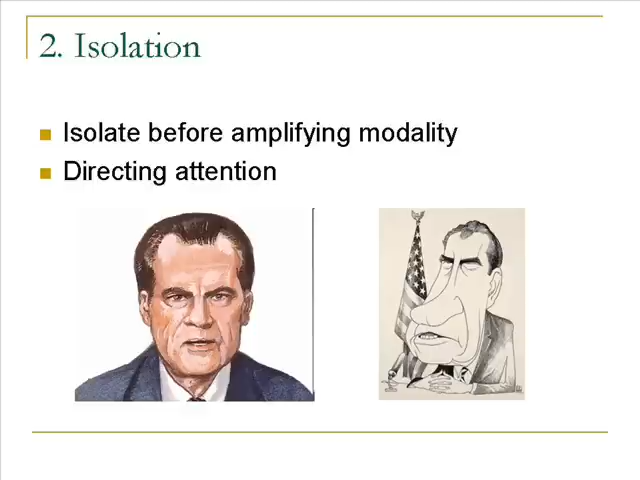 2. Isolation
Isolate before amplifying modality
Directing attention